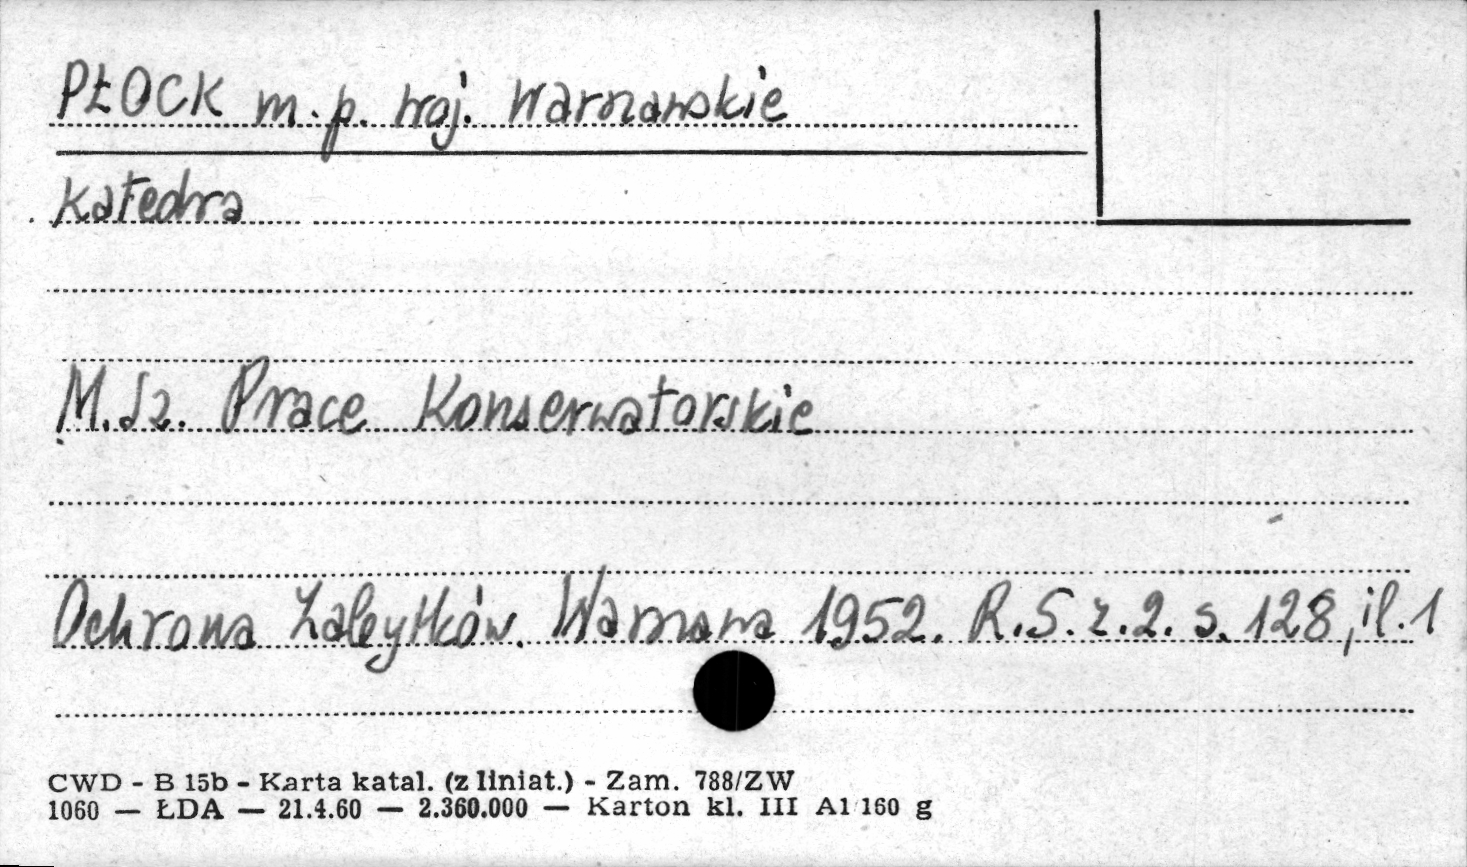 PŁOCK m.p. woj. Warszawskie
Katedra
M.Sz. Prace Konserwatorskie
Ochrona Zabytków. Warszawa 1952. R.5. z.2. s. 128, il. 1
CWD - B 15b - Karta katal. (z liniat.) - Zam. 788/ZW
1060 — ŁDA — 21.4.60 — 2.360.000 — Karton kl. III A1 160 g